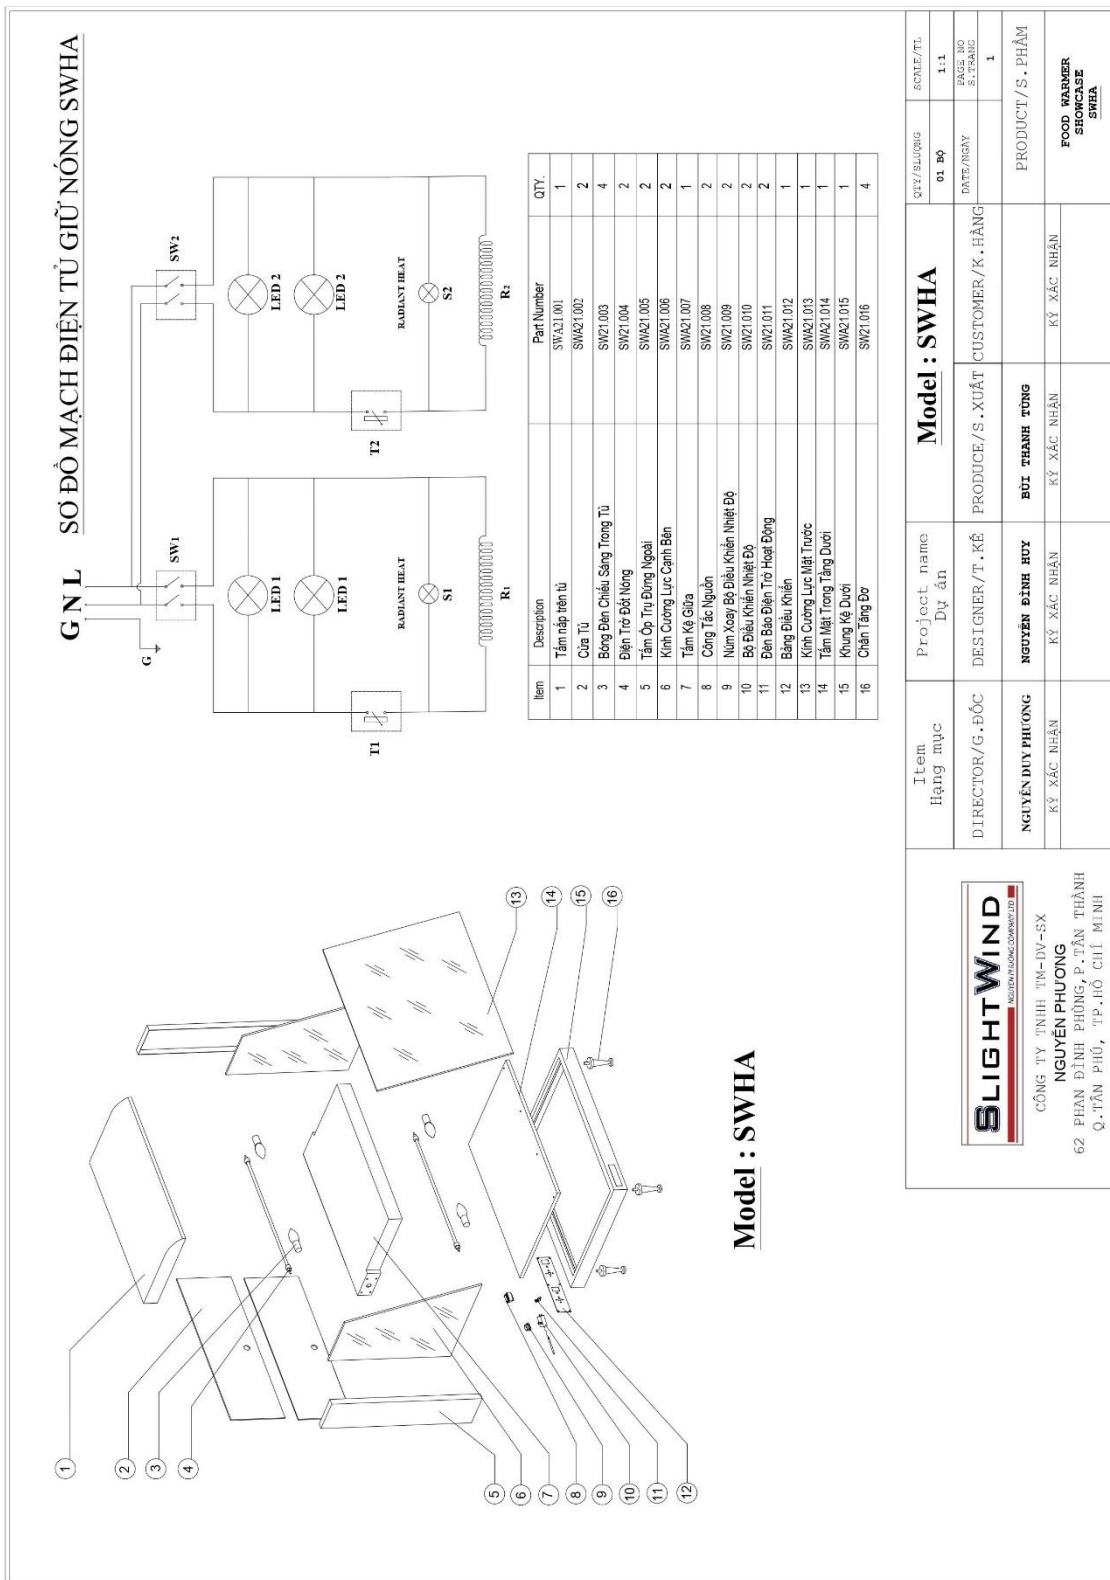 SƠ ĐỒ MẠCH ĐIỆN TỦ GIỮ NÓNG SWHA
G N L
G
SW1
SW2
LED 1
LED 2
LED 1
LED 2
T1
T2
RADIANT HEAT
RADIANT HEAT
S1
S2
R1
R2
1
2
3
4
5
6
7
8
9
10
11
12
13
14
15
16
Model : SWHA
Item Description Part Number QTY.
1 Tấm nắp trên tủ SWA21.001 1
2 Cửa Tủ SWA21.002 2
3 Bóng Đèn Chiếu Sáng Trong Tủ SW21.003 4
4 Điện Trở Đốt Nóng SW21.004 2
5 Tấm Ốp Trụ Đứng Ngoài SWA21.005 2
6 Kính Cường Lực Cạnh Bên SWA21.006 2
7 Tấm Kệ Giữa SWA21.007 1
8 Công Tắc Nguồn SW21.008 2
9 Núm Xoay Bộ Điều Khiển Nhiệt Độ SW21.009 2
10 Bộ Điều Khiển Nhiệt Độ SW21.010 2
11 Đèn Báo Điện Trở Hoạt Động SW21.011 2
12 Bảng Điều Khiển SWA21.012 1
13 Kính Cường Lực Mặt Trước SWA21.013 1
14 Tấm Mặt Trong Tầng Dưới SWA21.014 1
15 Khung Kệ Dưới SWA21.015 1
16 Chân Tăng Đơ SW21.016 4
SLIGHT WIND
NGUYEN PHUONG COMPANY LTD
CÔNG TY TNHH TM-DV-SX
NGUYỄN PHƯƠNG
62 PHAN ĐÌNH PHÙNG, P.TÂN THÀNH
Q.TÂN PHÚ, TP.HỒ CHÍ MINH
Item
Hạng mục
Project name
Dự án
Model : SWHA
QTY/SLƯỢNG
01 BỘ
SCALE/TL
1:1
DIRECTOR/G.ĐỐC
DESIGNER/T.KẾ
PRODUCE/S.XUẤT
CUSTOMER/K.HÀNG
DATE/NGÀY
PAGE NO
S.TRANG
1
NGUYỄN DUY PHƯƠNG
NGUYỄN ĐÌNH HUY
BÙI THANH TÙNG
PRODUCT/S.PHẨM
KÝ XÁC NHẬN
KÝ XÁC NHẬN
KÝ XÁC NHẬN
KÝ XÁC NHẬN
FOOD WARMER
SHOWCASE
SWHA